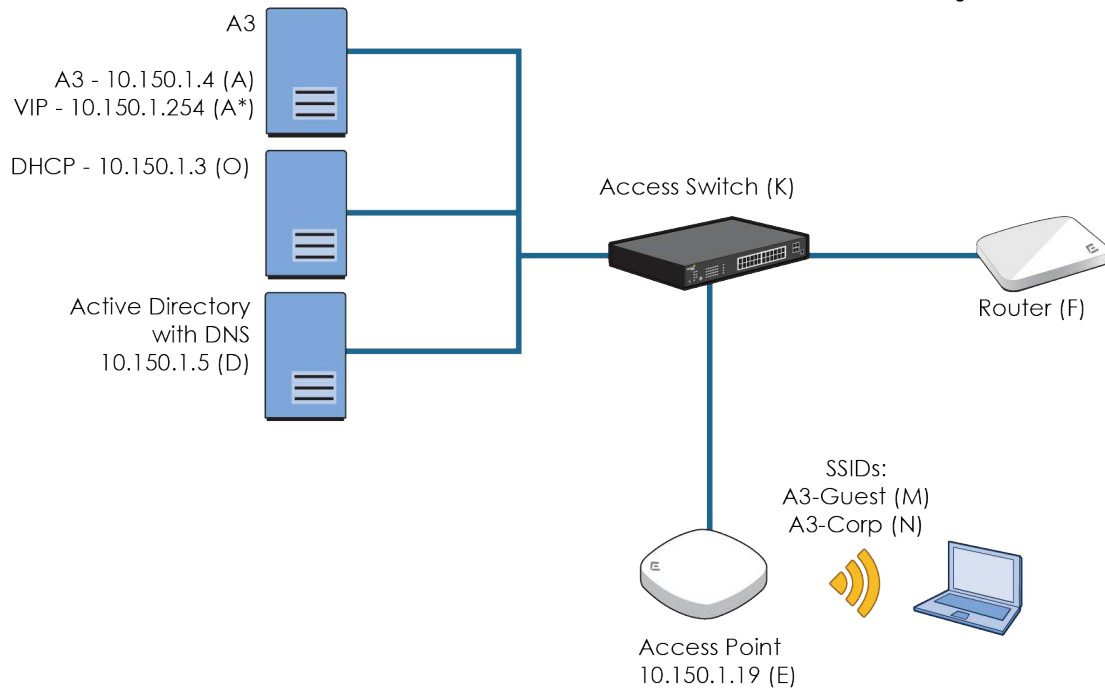 A3
A3 - 10.150.1.4 (A)
VIP - 10.150.1.254 (A*)
DHCP - 10.150.1.3 (O)
Access Switch (K)
Router (F)
Active Directory
with DNS
10.150.1.5 (D)
SSIDs:
A3-Guest (M)
A3-Corp (N)
Access Point
10.150.1.19 (E)